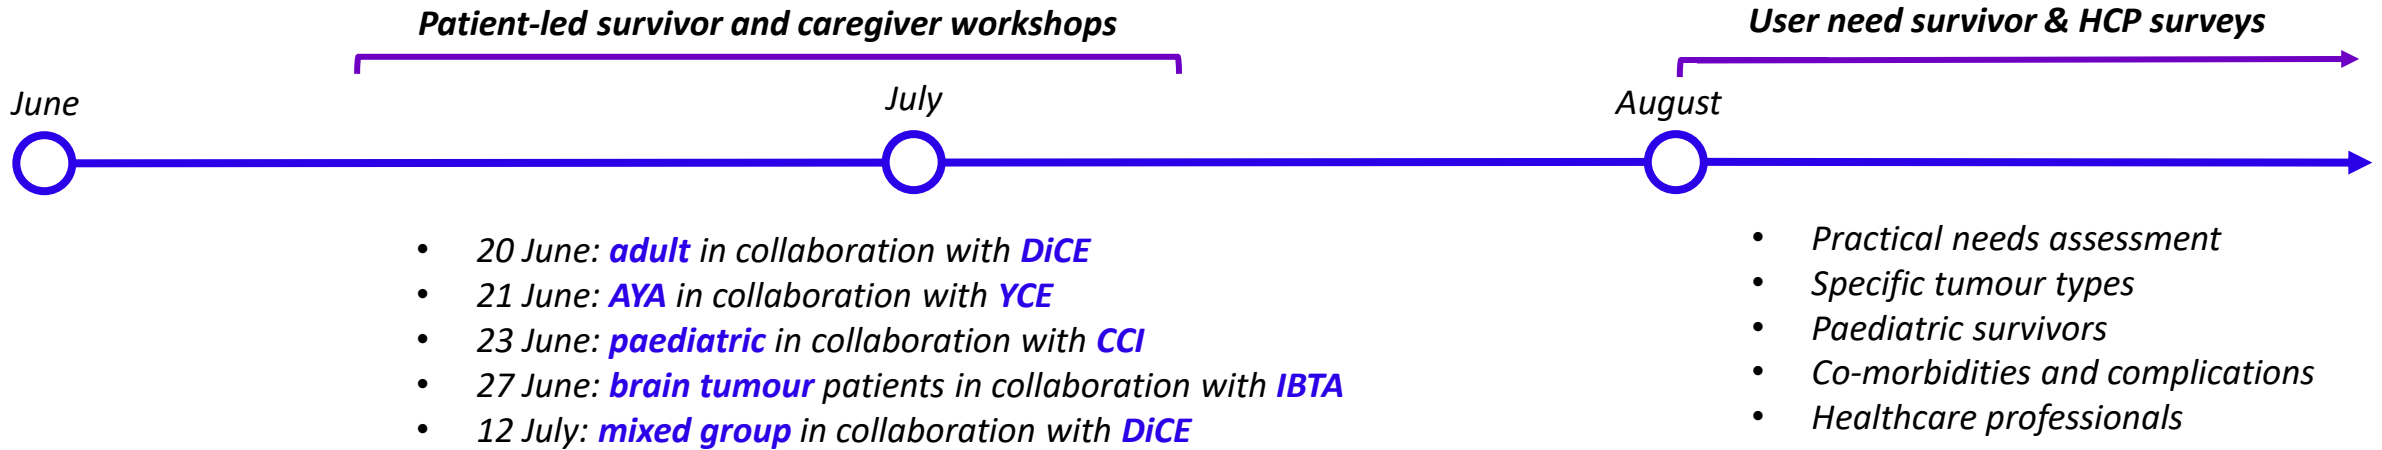 Patient-led survivor and caregiver workshops
User need survivor & HCP surveys
June
July
August
• 20 June: adult in collaboration with DiCE
• 21 June: AYA in collaboration with YCE
• 23 June: paediatric in collaboration with CCI
• 27 June: brain tumour patients in collaboration with IBTA
• 12 July: mixed group in collaboration with DiCE
• Practical needs assessment
• Specific tumour types
• Paediatric survivors
• Co-morbidities and complications
• Healthcare professionals